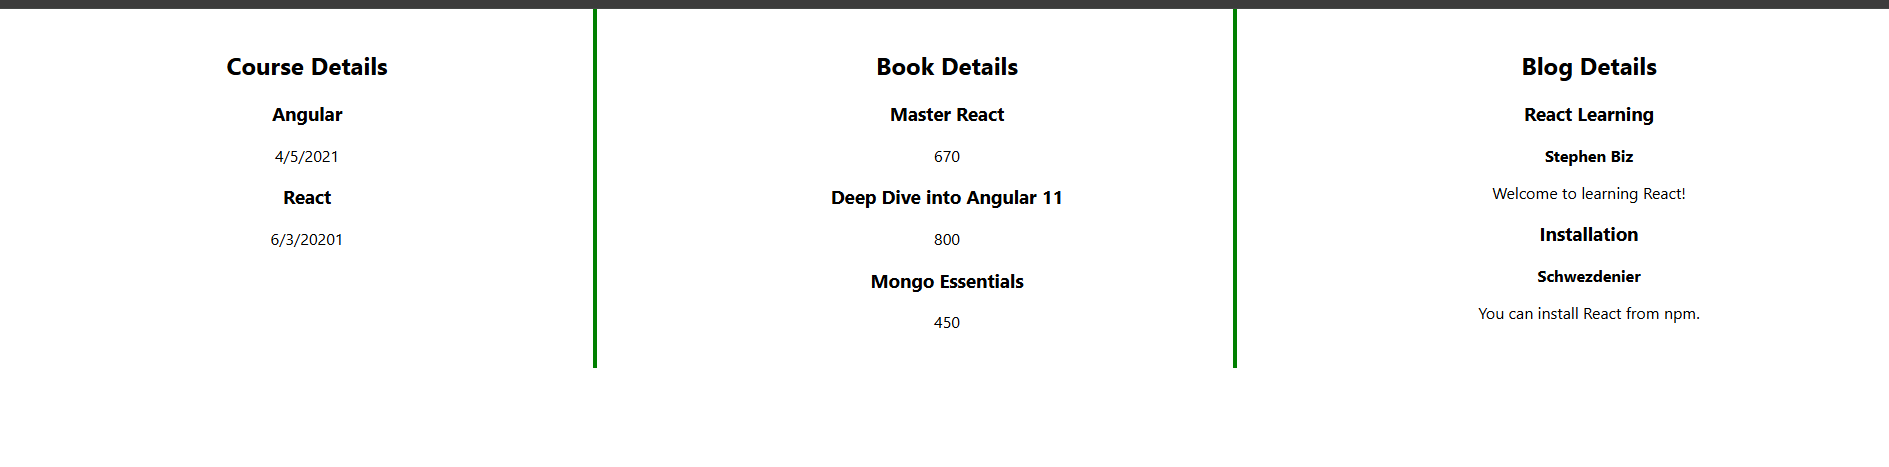 Course Details
Angular
4/5/2021
React
6/3/20201
Book Details
Master React
670
Deep Dive into Angular 11
800
Mongo Essentials
450
Blog Details
React Learning
Stephen Biz
Welcome to learning React!
Installation
Schwezdenier
You can install React from npm.